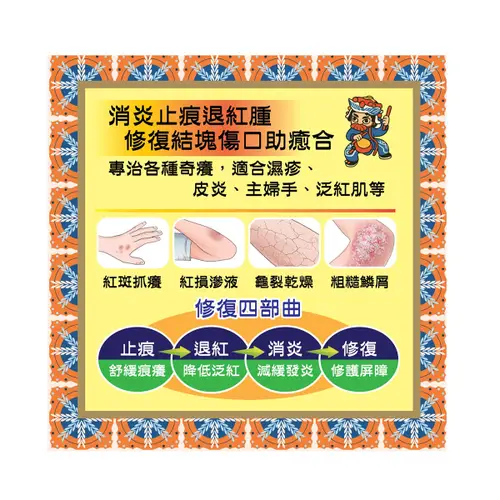 消炎止痕退紅腫
修復結塊傷口助癒合
專治各種奇癢，適合濕疹、
皮炎、主婦手、泛紅肌等
紅斑抓癢 紅損滲液 龜裂乾燥 粗糙鱗屑
修復四部曲
止痕 退紅 消炎 修復
舒緩痕癢 降低泛紅 減緩發炎 修護屏障